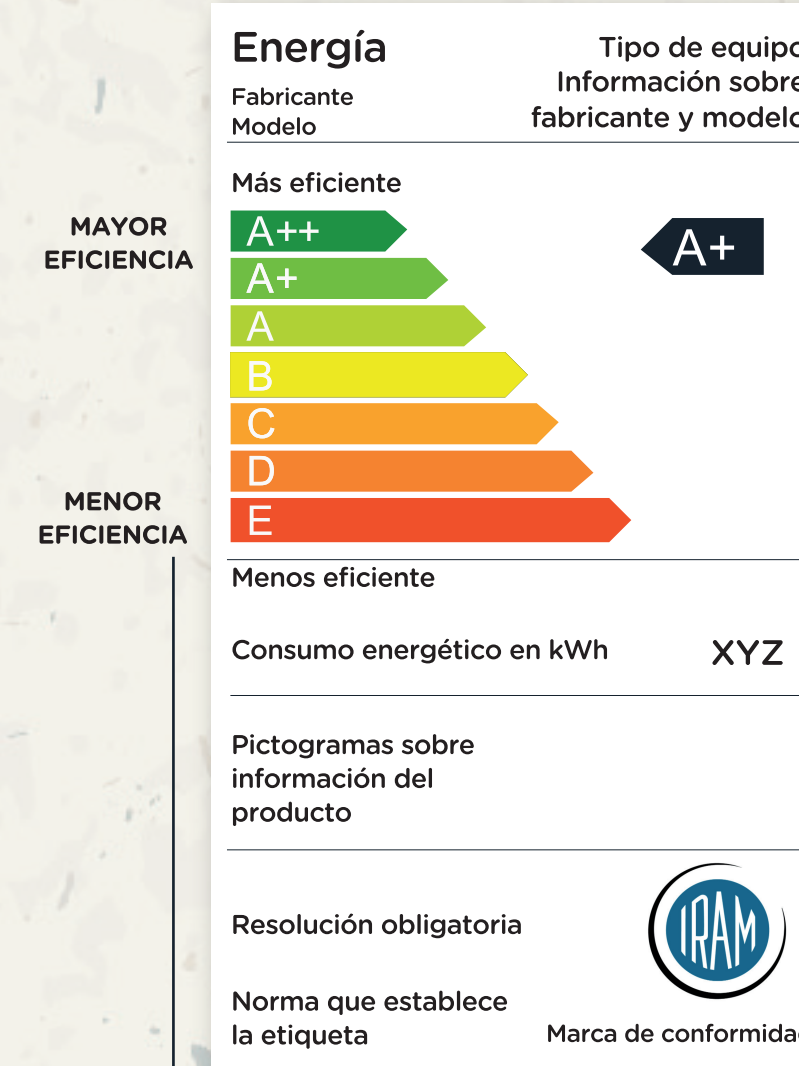 Energía
Fabricante
Modelo
Tipo de equipo
Información sobre
fabricante y modelo
Más eficiente
MAYOR
EFICIENCIA
A++
A+
A+
A
B
C
D
E
MENOR
EFICIENCIA
Menos eficiente
Consumo energético en kWh
XYZ
Pictogramas sobre
información del
producto
Resolución obligatoria
IRAM
Norma que establece
la etiqueta
Marca de conformida